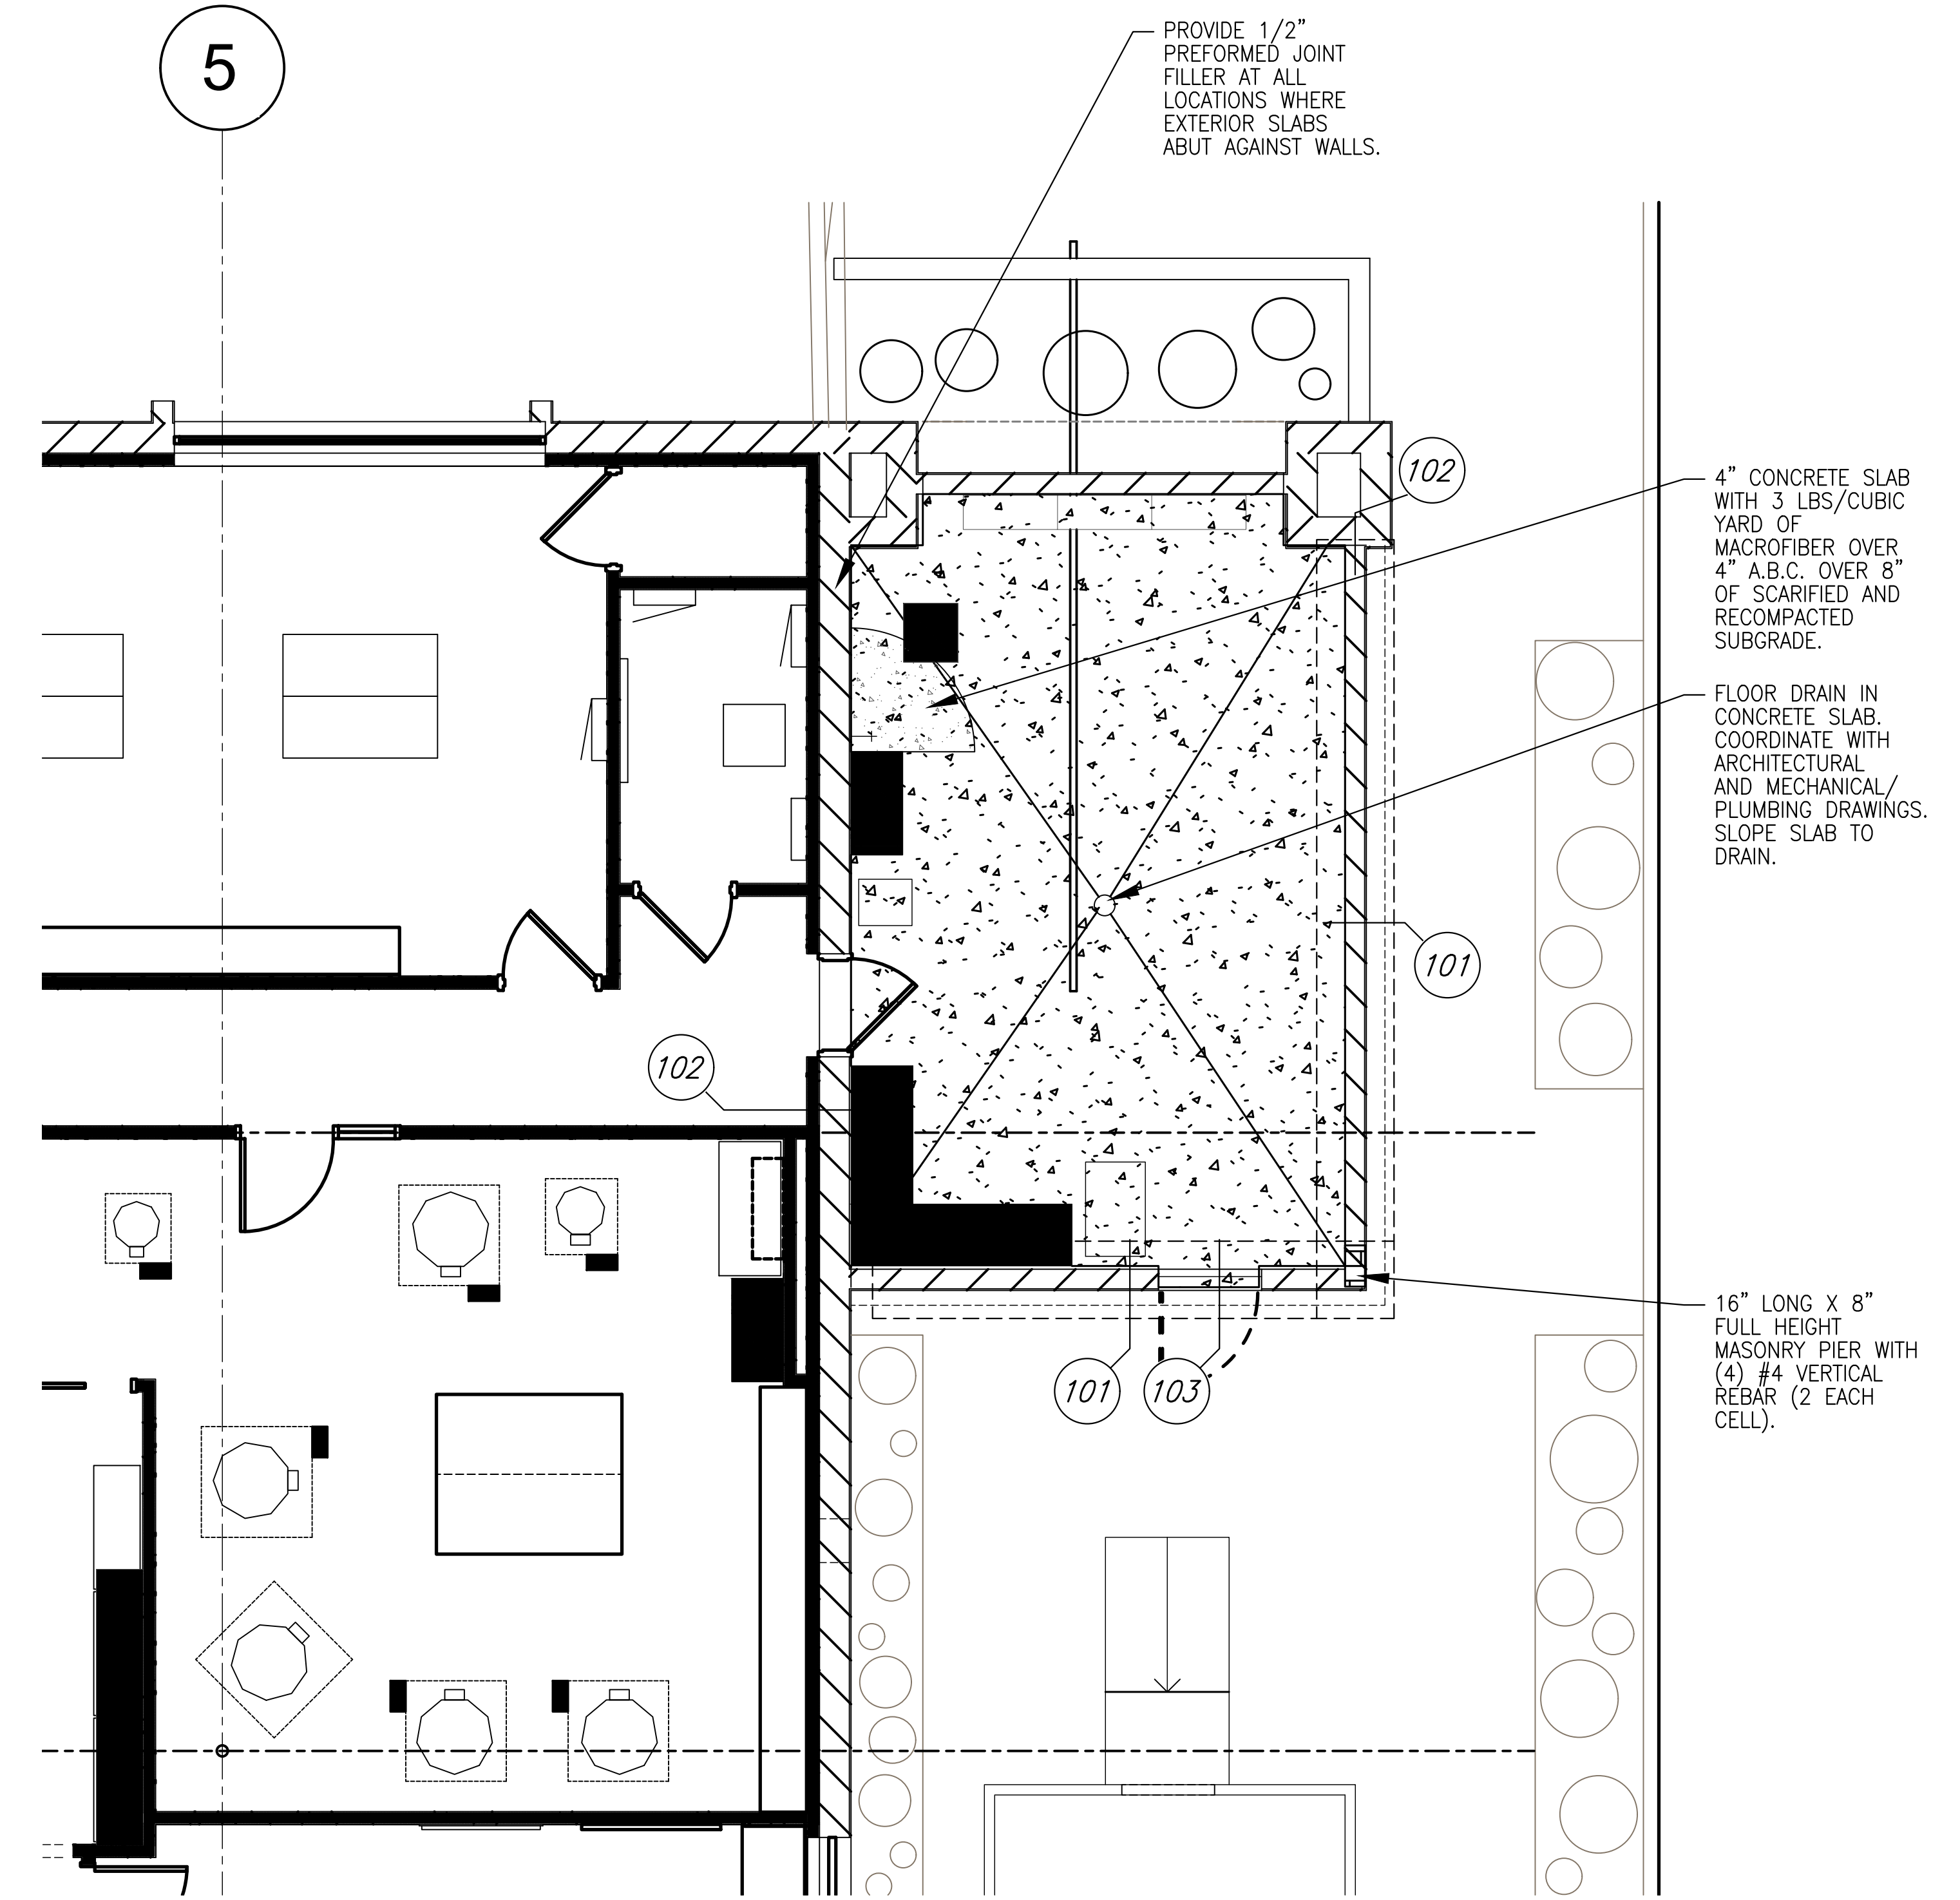 5
PROVIDE 1/2”
PREFORMED JOINT
FILLER AT ALL
LOCATIONS WHERE
EXTERIOR SLABS
ABUT AGAINST WALLS.
102
4” CONCRETE SLAB
WITH 3 LBS/CUBIC
YARD OF
MACROFIBER OVER
4” A.B.C. OVER 8”
OF SCARIFIED AND
RECOMPACTED
SUBGRADE.
FLOOR DRAIN IN
CONCRETE SLAB.
COORDINATE WITH
ARCHITECTURAL
AND MECHANICAL/
PLUMBING DRAWINGS.
SLOPE SLAB TO
DRAIN.
101
102
16” LONG X 8”
FULL HEIGHT
MASONRY PIER WITH
(4) #4 VERTICAL
REBAR (2 EACH
CELL).
101
103